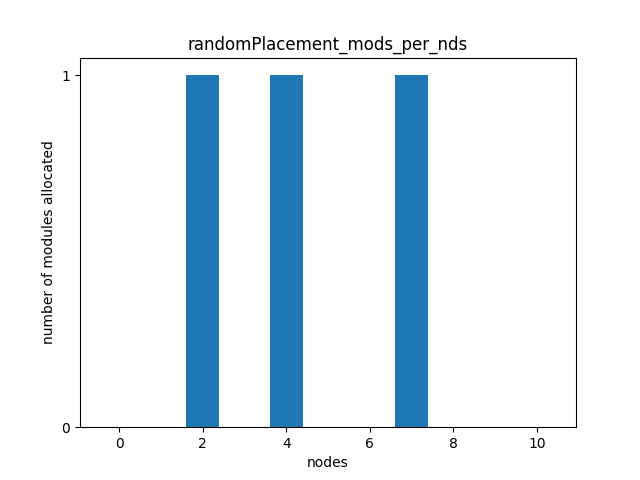 randomPlacement_mods_per_nds
number of modules allocated
1
0
0 2 4 6 8 10
nodes